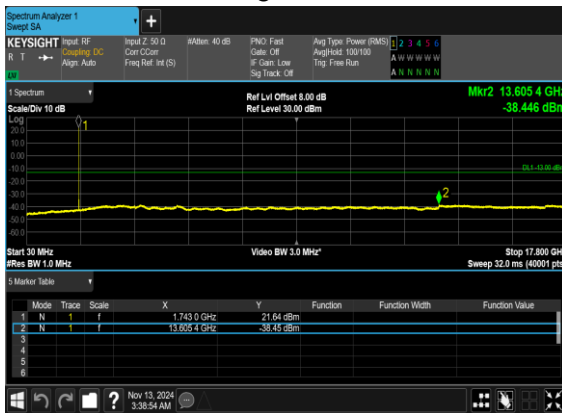 Spectrum Analyzer 1
Swept SA
KEYSIGHT Input: RF Input Z: 50 Ω #Atten: 40 dB PNO: Fast Avg Type: Power (RMS) 1 2 3 4 5 6
R T Coupling: DC Corr CCorr Gate: Off Avg|Hold: 100/100 A W W W W W
Align: Auto Freq Ref: Int (S) IF Gain: Low Trig: Free Run
LXI Sig Track: Off A N N N N N
1 Spectrum Ref Lvl Offset 8.00 dB Mkr2 13.605 4 GHz
Scale/Div 10 dB Ref Level 30.00 dBm -38.446 dBm
Log
20.0
10.0
0.00
-10.0
-20.0
-30.0
-40.0
-50.0
-60.0
1
DL1 -13.00 dBm
2
Start 30 MHz Video BW 3.0 MHz* Stop 17.800 GHz
#Res BW 1.0 MHz Sweep 32.0 ms (40001 pts)
5 Marker Table
Mode Trace Scale X Y Function Function Width Function Value
1 N 1 f 1.743 0 GHz 21.64 dBm
2 N 1 f 13.605 4 GHz -38.45 dBm
3
4
5
6
Nov 13, 2024
3:38:54 AM